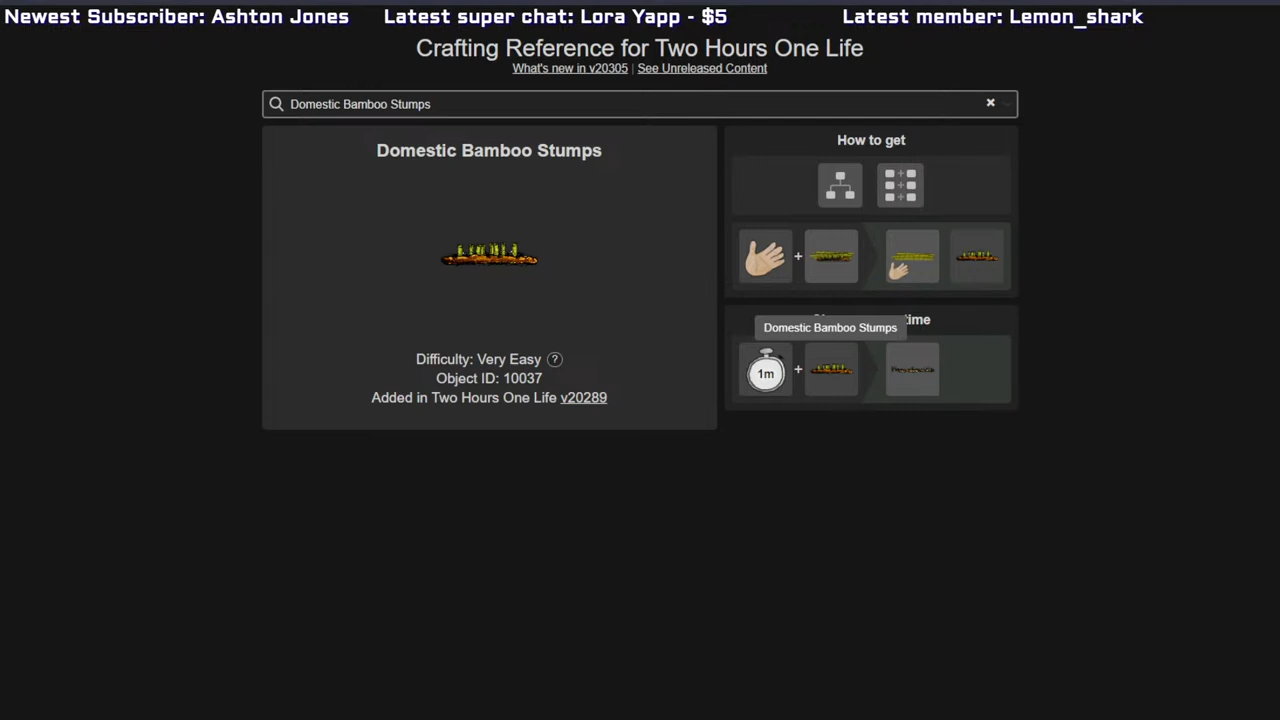 Newest Subscriber: Ashton Jones Latest super chat: Lora Yapp - $5 Latest member: Lemon_shark
Crafting Reference for Two Hours One Life
What's new in v20305 | See Unreleased Content
Domestic Bamboo Stumps
Domestic Bamboo Stumps
How to get
+
time
Domestic Bamboo Stumps
1m +
Difficulty: Very Easy ?
Object ID: 10037
Added in Two Hours One Life v20289